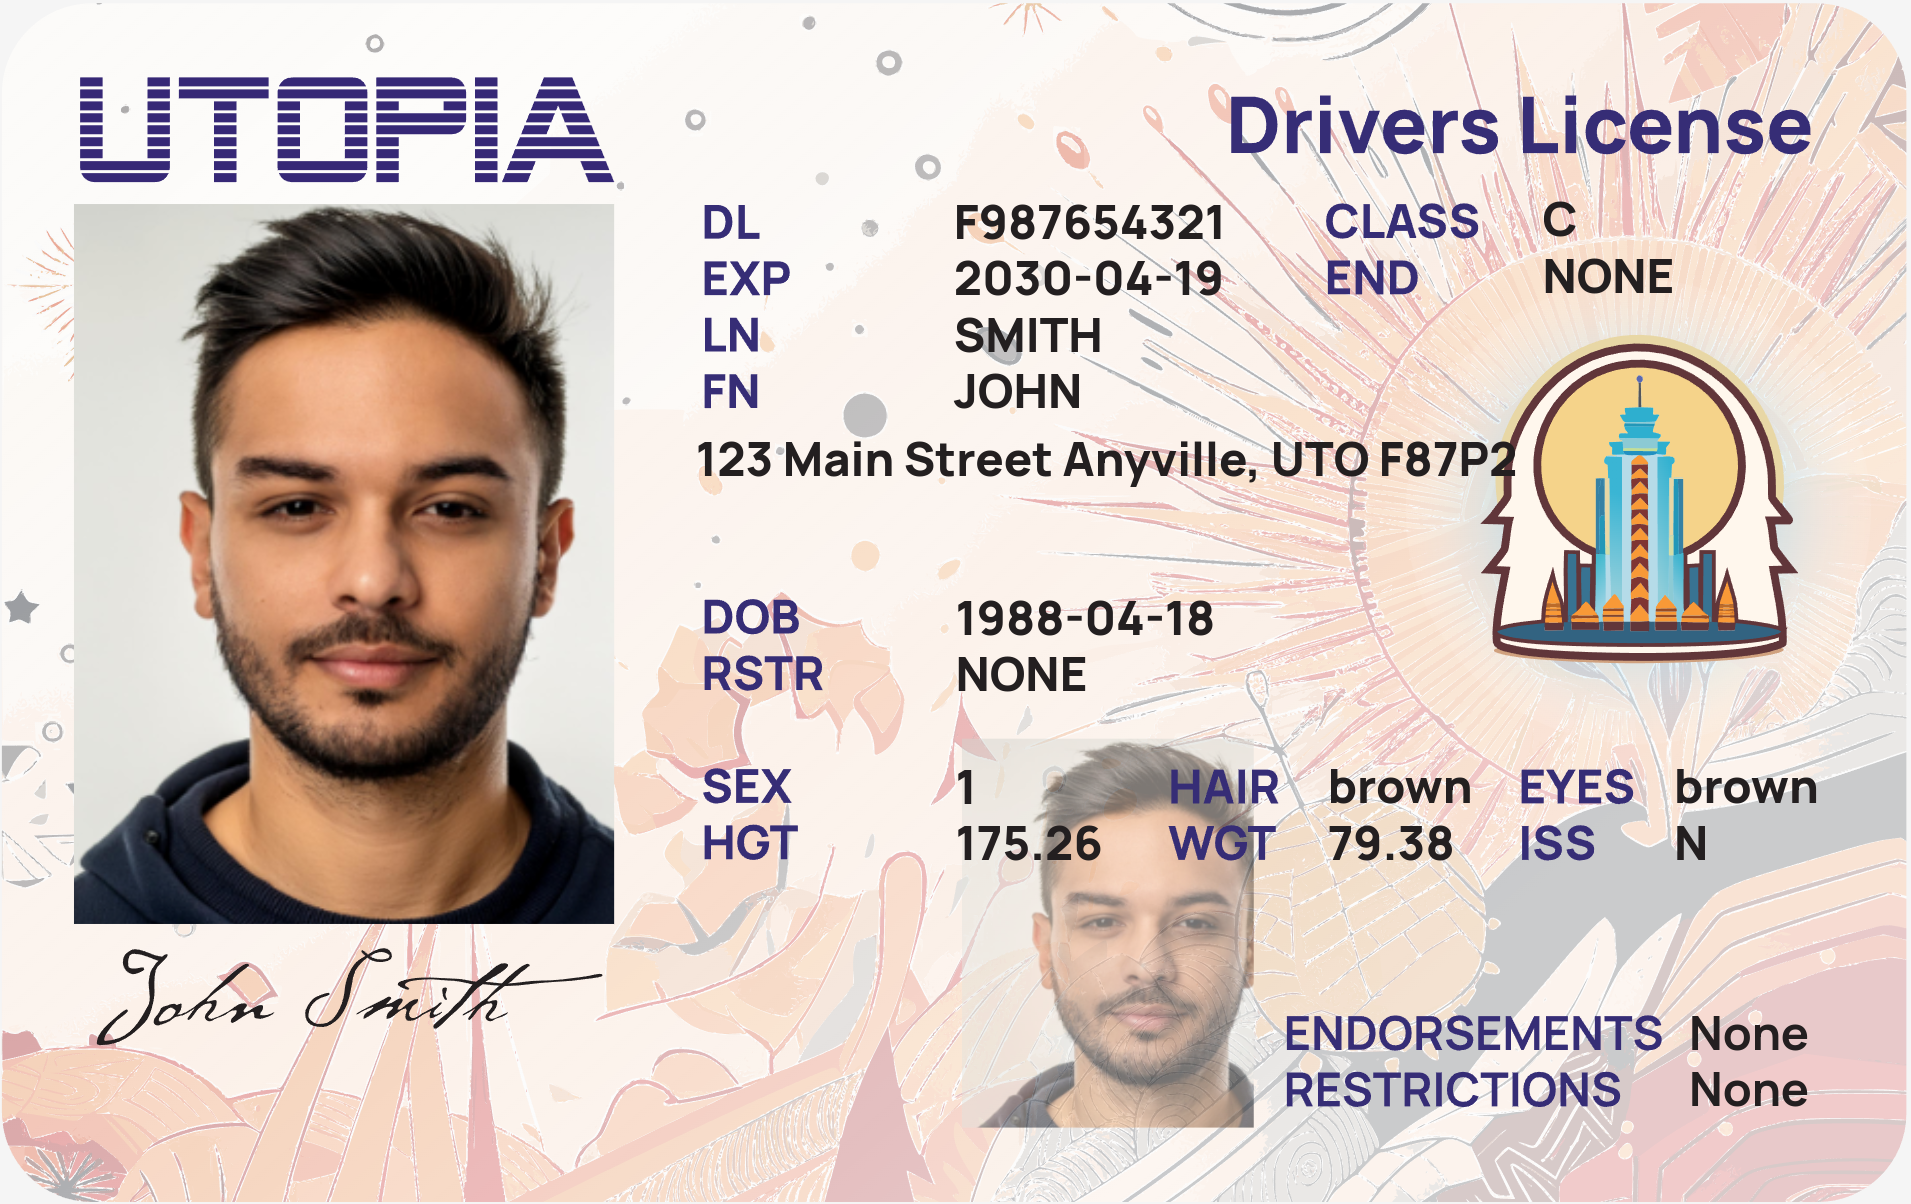 UTOPIA
Drivers License
DL F987654321 CLASS C
EXP 2030-04-19 END NONE
LN SMITH
FN JOHN
123 Main Street Anyville, UTO F87P2
DOB 1988-04-18
RSTR NONE
SEX 1 HAIR brown EYES brown
HGT 175.26 WGT 79.38 ISS N
John Smith
ENDORSEMENTS None
RESTRICTIONS None